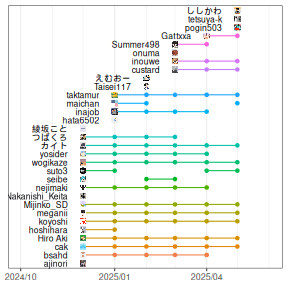 ししかわ
tetsuya-k
pogin503
Gattxxa
Summer498
onuma
inouwe
custard
えむおー
Taisei117
taktamur
maichan
inajob
hata6502
綾坂こと
つばくろ
カイト
yosider
wogikaze
suto3
seibe
nejimaki
Nakanishi_Keita
Mijinko_SD
meganii
koyoshi
hoshihara
Hiro Aki
cak
bsahd
ajinori
2024/10
2025/01
2025/04